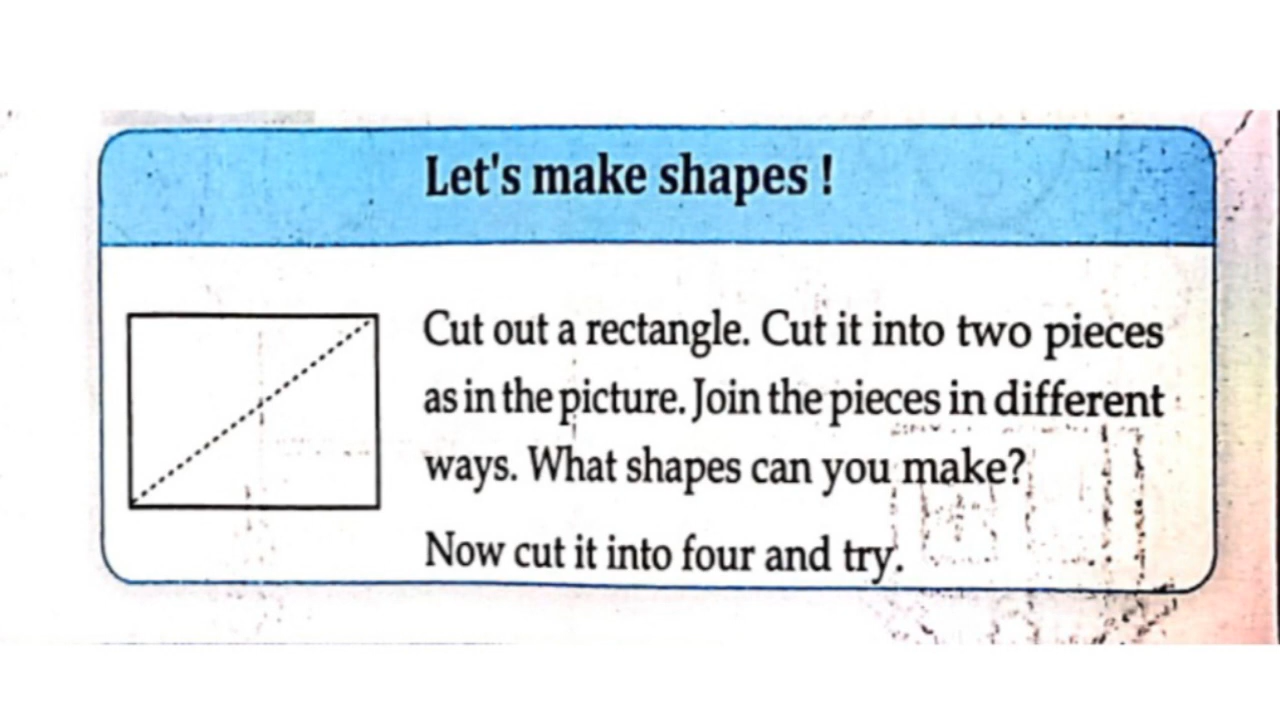 Let's make shapes !
Cut out a rectangle. Cut it into two pieces
as in the picture. Join the pieces in different
ways. What shapes can you make?
Now cut it into four and try.